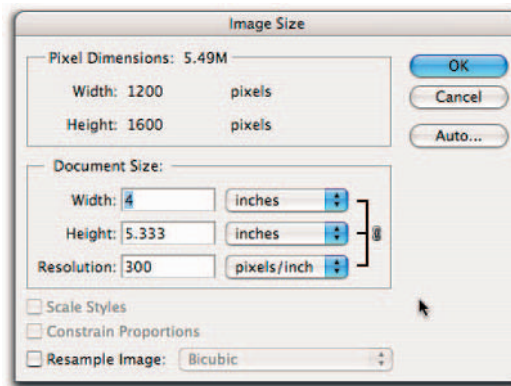 Image Size
Pixel Dimensions: 5.49M
Width: 1200 pixels
Height: 1600 pixels
OK
Cancel
Auto...
Document Size:
Width: 4 inches
Height: 5.333 inches
Resolution: 300 pixels/inch
Scale Styles
Constrain Proportions
Resample Image: Bicubic